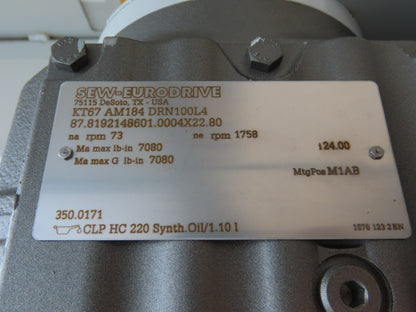 SEW-EURODRIVE
75115 DeSoto, TX - USA
KT67 AM184 DRN100L4
87.8192148601.0004X22.80
na rpm 73 ne rpm 1758
Ma max lb-in 7080 i 24.00
Ma max G lb-in 7080
MtgPos M1AB
350.0171
CLP HC 220 Synth.Oil/1.10 l
1876 123 2 EN